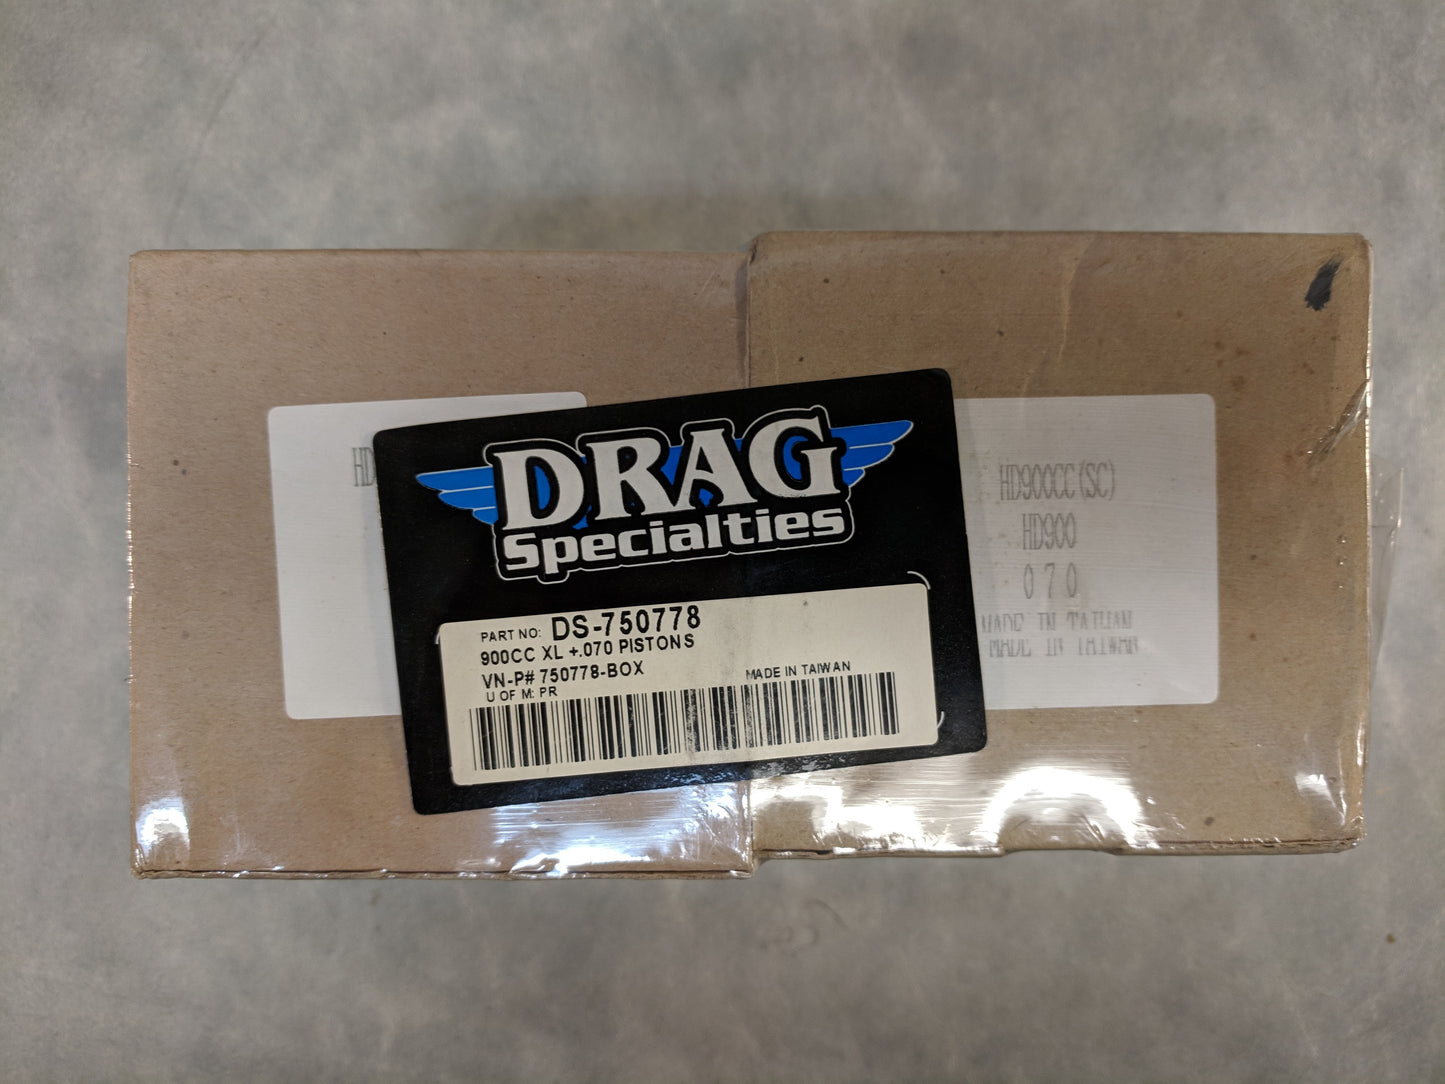 HD
DRAG
Specialties
PART NO: DS-750778
900CC XL +.070 PISTONS
VN-P# 750778-BOX
MADE IN TAIWAN
U OF M: PR
HD900CC(SC)
HD900
070
MADE IN TAIWAN
MADE IN TAIWAN